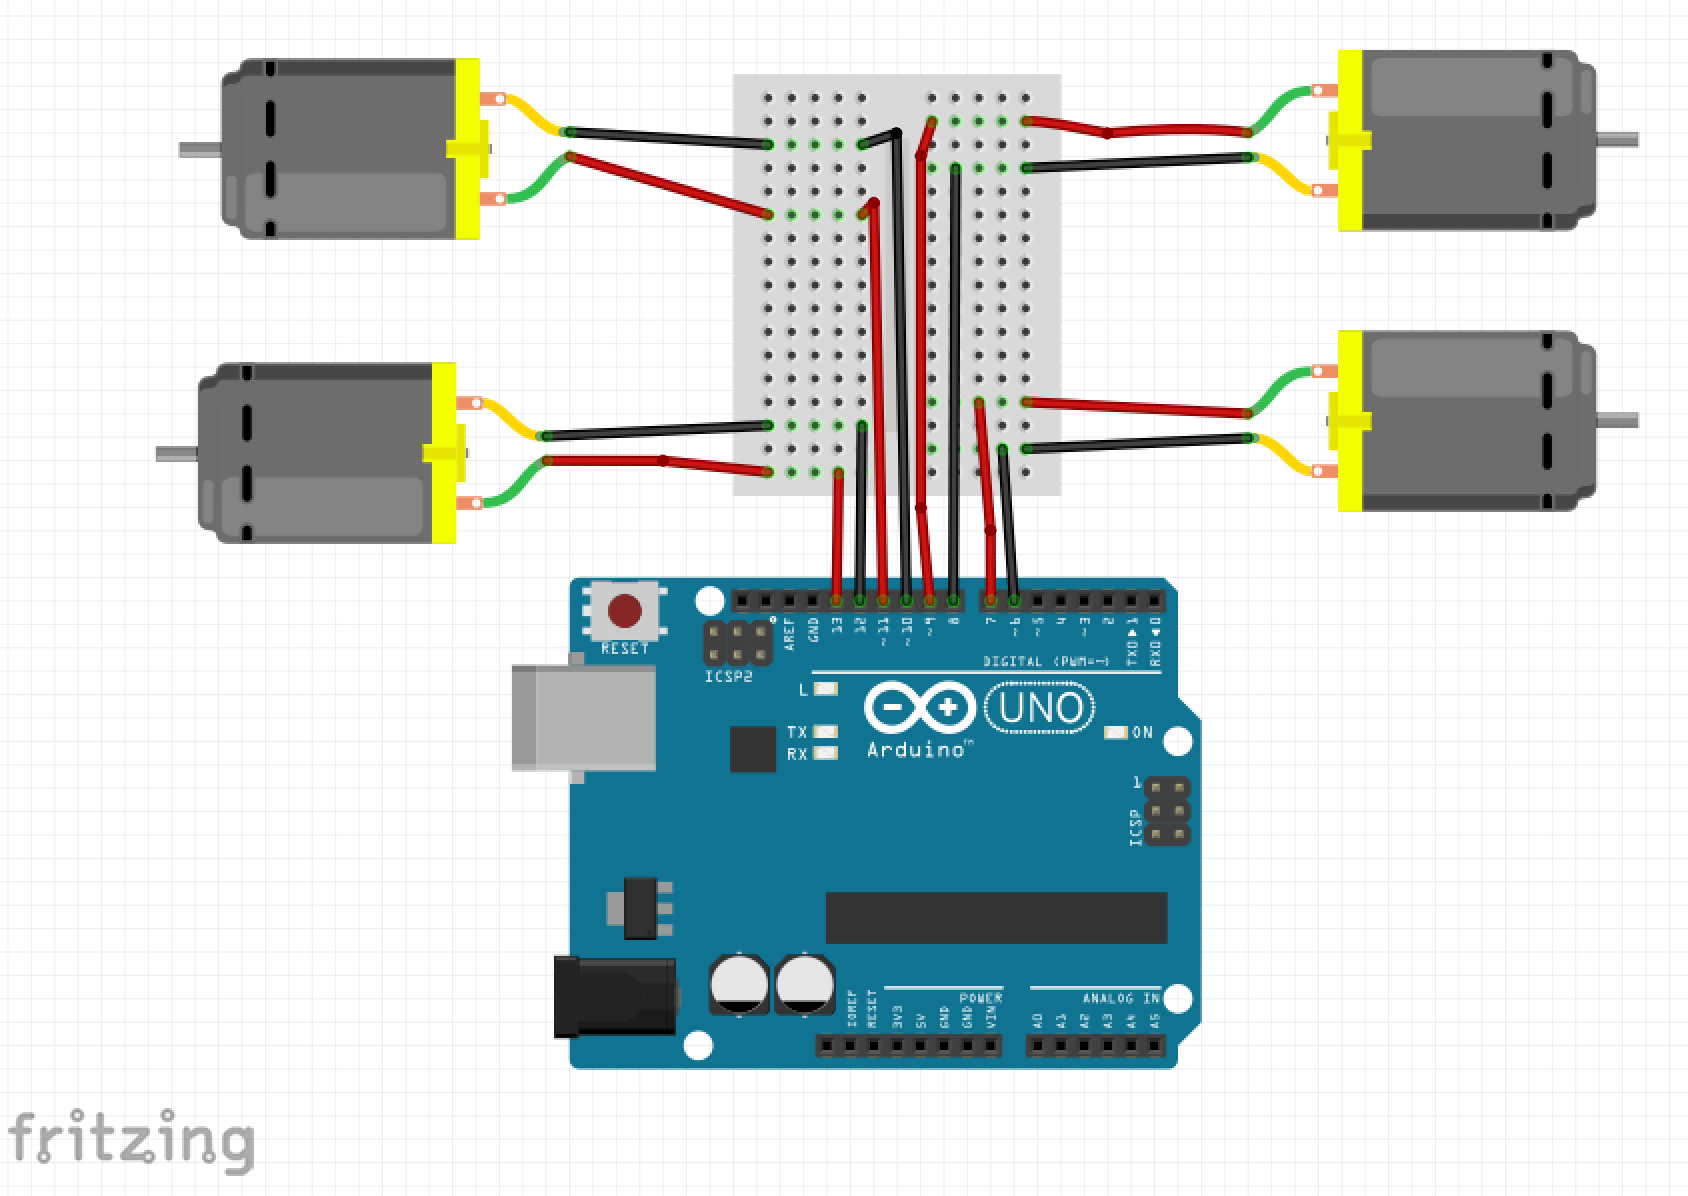 RESET
ICSP2
AREF
GND
13
12
~11
~10
~9
8
7
~6
~5
4
~3
2
TX0▶1
RX0◀0
DIGITAL (PWM=~)
L
TX
RX
UNO
Arduino™
ON
1
ICSP
IOREF
RESET
3V3
5V
GND
GND
VIN
POWER
ANALOG IN
A0
A1
A2
A3
A4
A5
fritzing